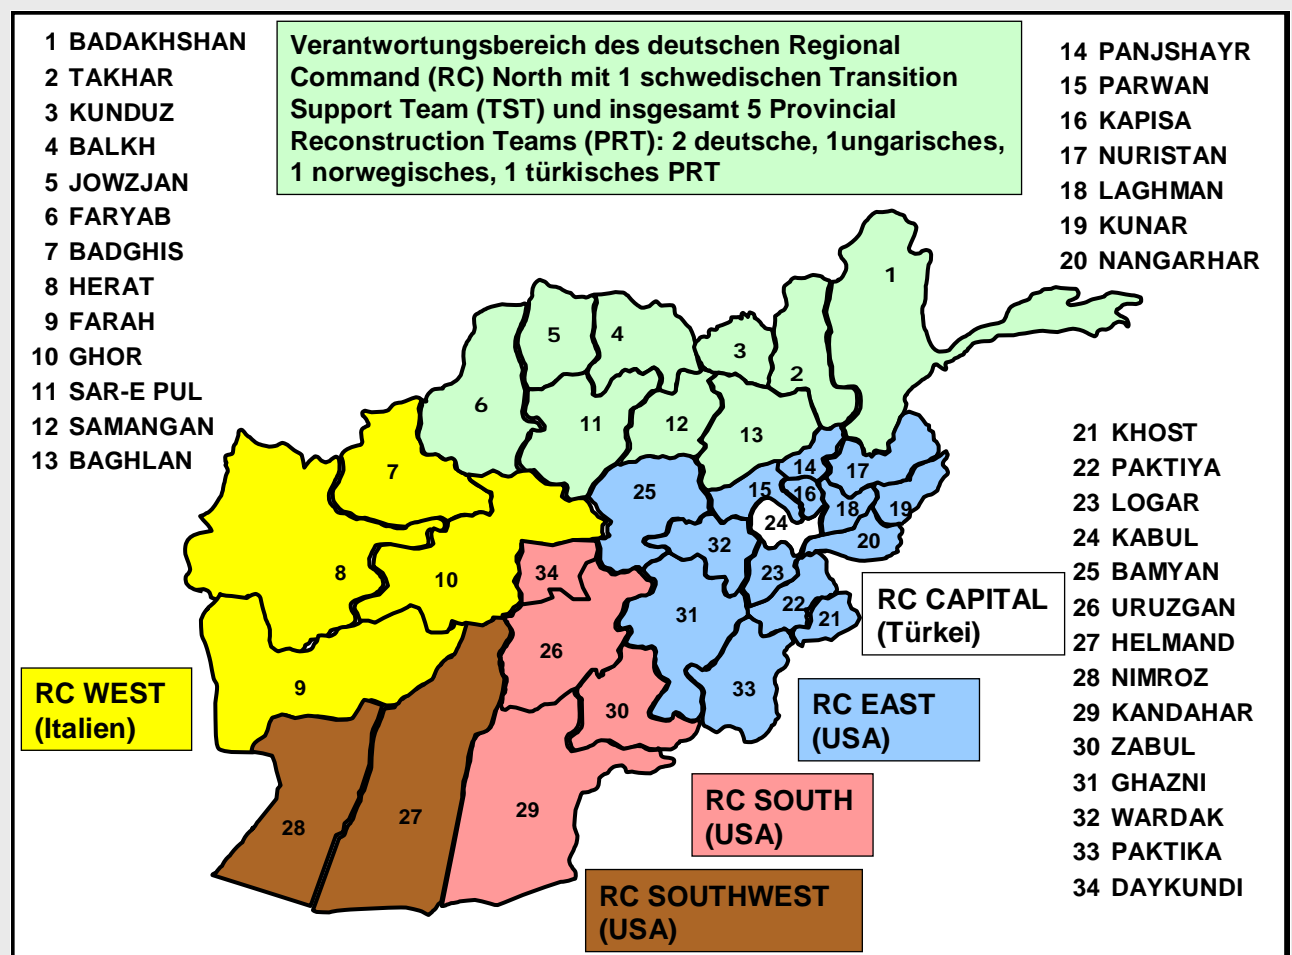 1 BADAKHSHAN
2 TAKHAR
3 KUNDUZ
4 BALKH
5 JOWZJAN
6 FARYAB
7 BADGHIS
8 HERAT
9 FARAH
10 GHOR
11 SAR-E PUL
12 SAMANGAN
13 BAGHLAN
Verantwortungsbereich des deutschen Regional
Command (RC) North mit 1 schwedischen Transition
Support Team (TST) und insgesamt 5 Provincial
Reconstruction Teams (PRT): 2 deutsche, 1ungarisches,
1 norwegisches, 1 türkisches PRT
14 PANJSHAYR
15 PARWAN
16 KAPISA
17 NURISTAN
18 LAGHMAN
19 KUNAR
20 NANGARHAR
21 KHOST
22 PAKTIYA
23 LOGAR
24 KABUL
25 BAMYAN
26 URUZGAN
27 HELMAND
28 NIMROZ
29 KANDAHAR
30 ZABUL
31 GHAZNI
32 WARDAK
33 PAKTIKA
34 DAYKUNDI
1
5
4
3
2
6
11
12
13
7
14
17
25
15
16
18
19
24
20
32
8
10
34
23
31
22
21
26
9
33
30
28
27
29
RC CAPITAL
(Türkei)
RC WEST
(Italien)
RC EAST
(USA)
RC SOUTH
(USA)
RC SOUTHWEST
(USA)